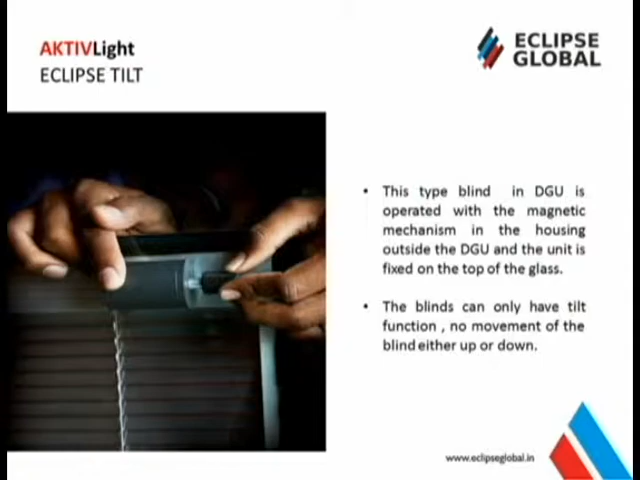 AKTIVLight
ECLIPSE TILT
ECLIPSE
GLOBAL
• This type blind in DGU is
operated with the magnetic
mechanism in the housing
outside the DGU and the unit is
fixed on the top of the glass.
• The blinds can only have tilt
function , no movement of the
blind either up or down.
www.eclipseglobal.in